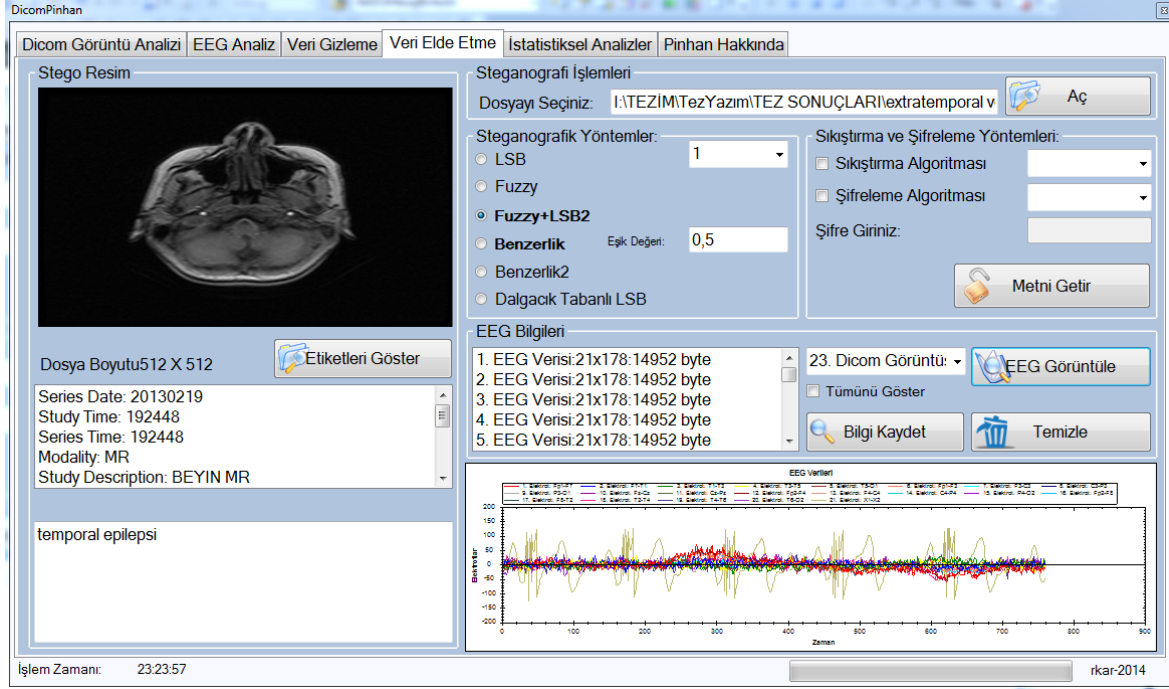 DicomPinhan
Dicom Görüntü Analizi EEG Analiz Veri Gizleme Veri Elde Etme İstatistiksel Analizler Pinhan Hakkında
Stego Resim
Dosya Boyutu512 X 512
Etiketleri Göster
Series Date: 20130219
Study Time: 192448
Series Time: 192448
Modality: MR
Study Description: BEYIN MR
temporal epilepsi
Steganografi İşlemleri
Dosyayı Seçiniz: I:\TEZİM\TezYazım\TEZ SONUÇLARI\extratemporal v
Aç
Steganografik Yöntemler:
LSB 1
Fuzzy
Fuzzy+LSB2
Benzerlik Eşik Değeri: 0,5
Benzerlik2
Dalgacık Tabanlı LSB
Sıkıştırma ve Şifreleme Yöntemleri:
Sıkıştırma Algoritması
Şifreleme Algoritması
Şifre Giriniz:
Metni Getir
EEG Bilgileri
1. EEG Verisi:21x178:14952 byte
2. EEG Verisi:21x178:14952 byte
3. EEG Verisi:21x178:14952 byte
4. EEG Verisi:21x178:14952 byte
5. EEG Verisi:21x178:14952 byte
23. Dicom Görüntü
EEG Görüntüle
Tümünü Göster
Bilgi Kaydet
Temizle
EEG Verileri
200
150
100
50
0
-50
-100
-150
-200
Elektrotlar
0 100 200 300 400 500 600 700 800 900
Zaman
İşlem Zamanı: 23:23:57
rkar-2014